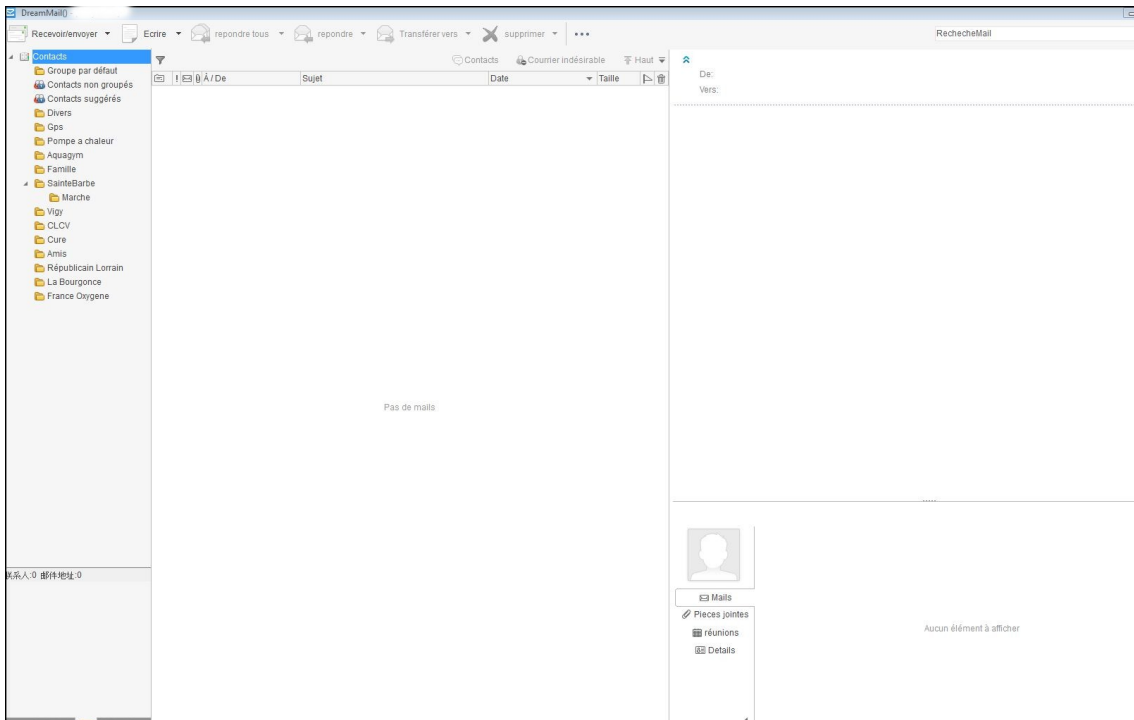 DreamMail()
Recevoir/envoyer
Ecrire
repondre tous
repondre
Transférer vers
supprimer
RechecheMail
Contacts
Groupe par défaut
Contacts non groupés
Contacts suggérés
Divers
Gps
Pompe a chaleur
Aquagym
Famille
SainteBarbe
Marche
Vigy
CLCV
Cure
Amis
Républicain Lorrain
La Bourgonce
France Oxygene
联系人:0 邮件地址:0
Contacts
Courrier indésirable
Haut
! À / De
Sujet
Date
Taille
Pas de mails
De:
Vers:
Mails
Pieces jointes
réunions
Details
Aucun élément à afficher